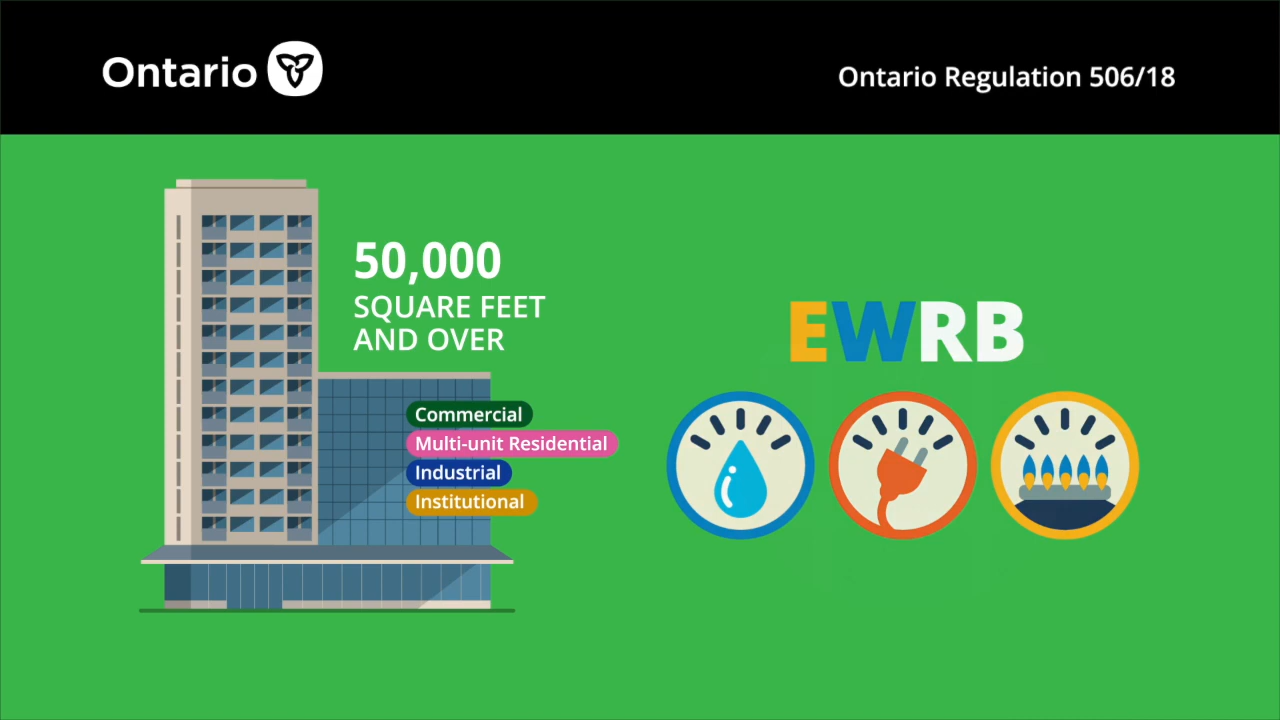 Ontario
Ontario Regulation 506/18
50,000
SQUARE FEET
AND OVER
Commercial
Multi-unit Residential
Industrial
Institutional
EWRB